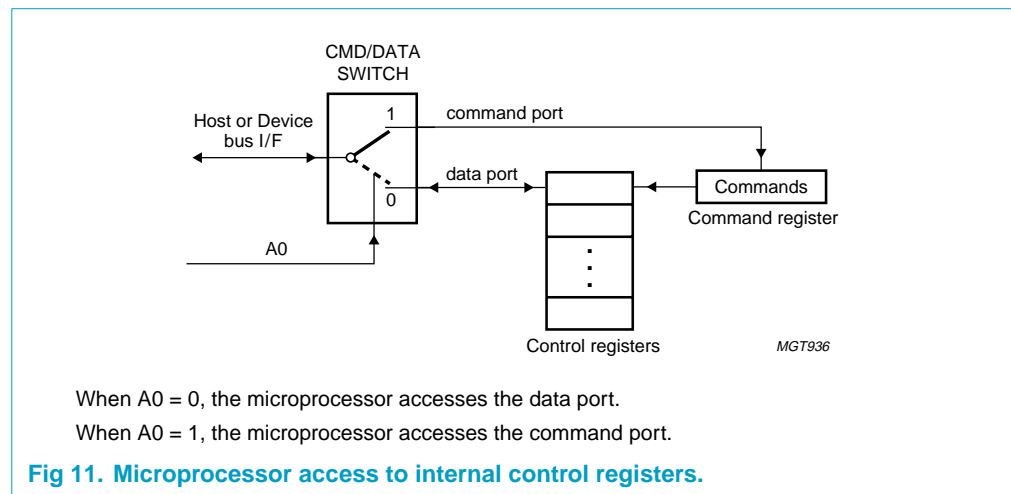 CMD/DATA
SWITCH
1
command port
Host or Device
bus I/F
data port
Commands
0
Command register
A0
Control registers
MGT936
When A0 = 0, the microprocessor accesses the data port.
When A0 = 1, the microprocessor accesses the command port.
Fig 11. Microprocessor access to internal control registers.